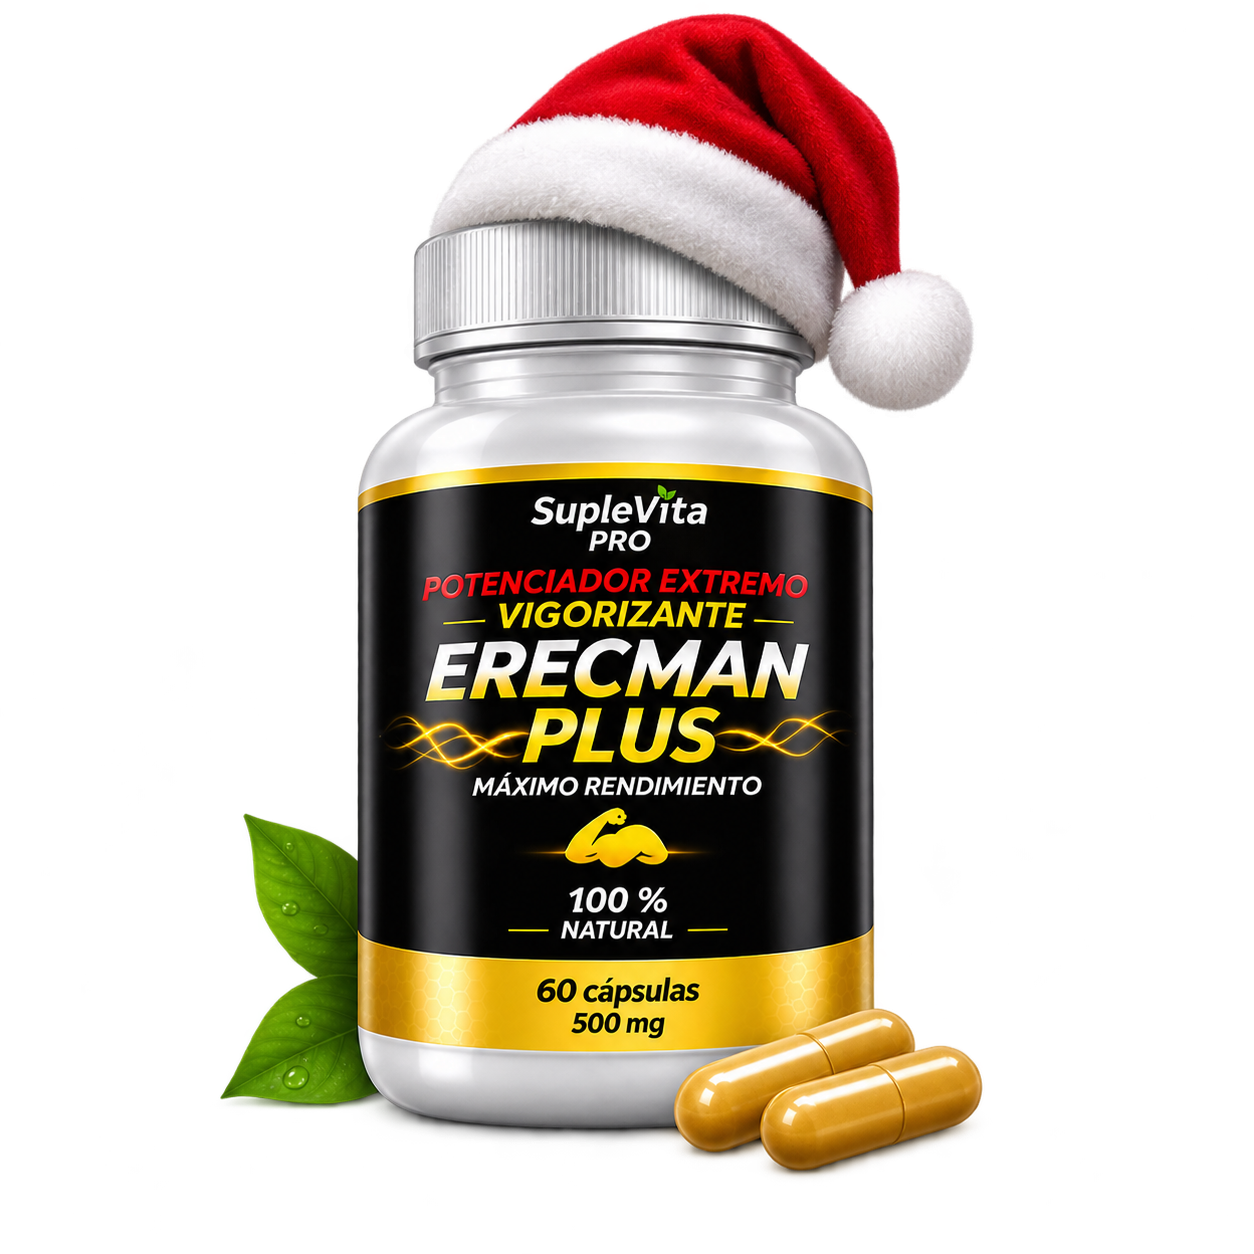 SupleVita
PRO
POTENCIADOR EXTREMO
VIGORIZANTE
ERECMAN
PLUS
MÁXIMO RENDIMIENTO
100 %
NATURAL
60 cápsulas
500 mg